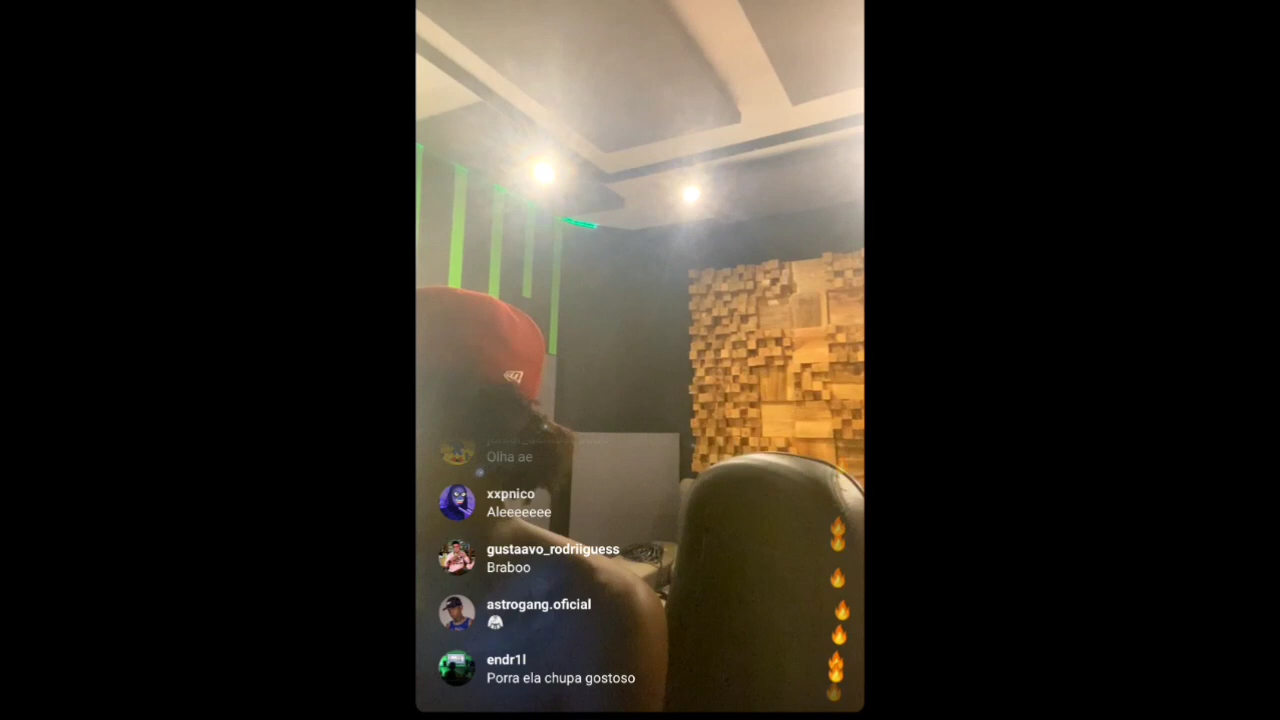 Olha ae
xxpnico
Aleeeeeee
gustaavo_rodriiguess
Braboo
astrogang.oficial
endr1l
Porra ela chupa gostoso